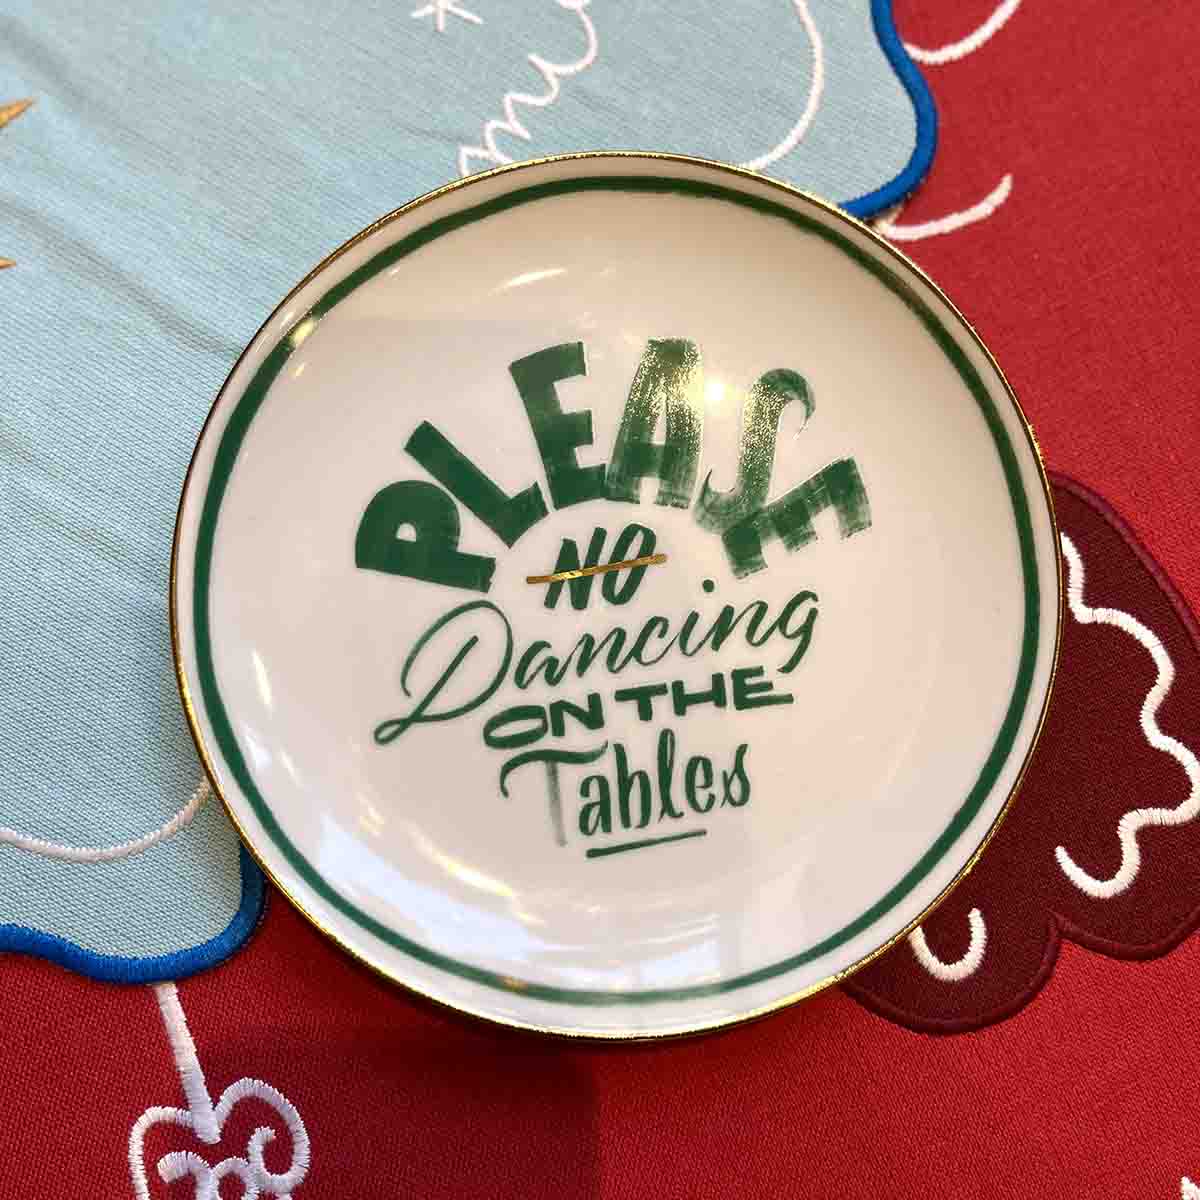 PLEASE
NO
Dancing
ON THE
Tables